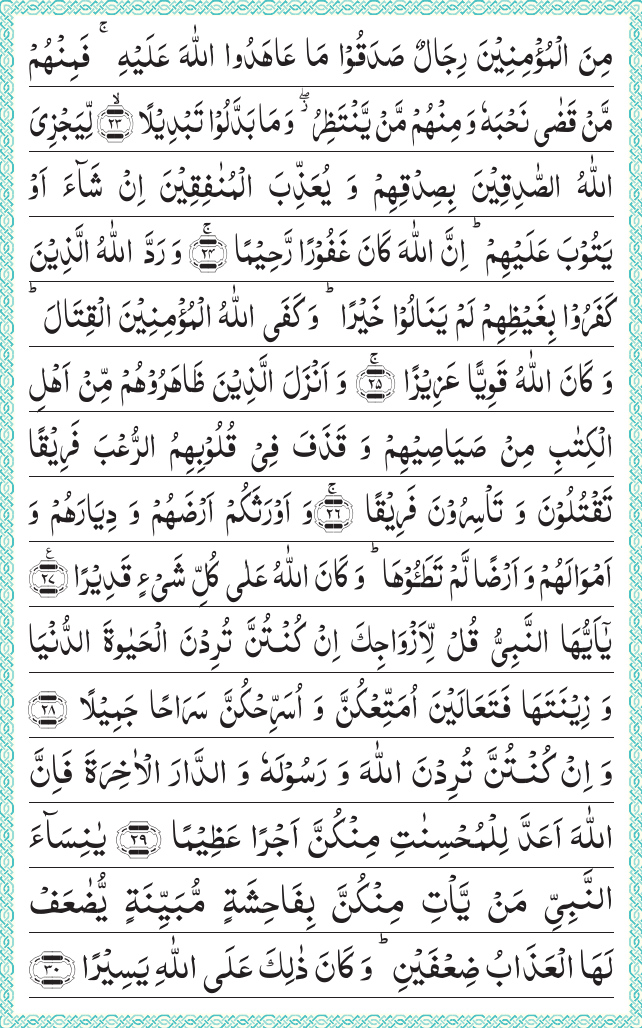 مِنَ الْمُؤْمِنِيْنَ رِجَالٌ صَدَقُوْا مَا عَاهَدُوا اللّٰهَ عَلَيْهِ ۚ فَمِنْهُمْ
مَّنْ قَضٰى نَحْبَهٗ وَ مِنْهُمْ مَّنْ يَّنْتَظِرُ ۖ وَ مَا بَدَّلُوْا تَبْدِيْلًا ۙ‏﴿۲۳﴾ لِّيَجْزِيَ
اللّٰهُ الصّٰدِقِيْنَ بِصِدْقِهِمْ وَ يُعَذِّبَ الْمُنٰفِقِيْنَ اِنْ شَآءَ اَوْ
يَتُوْبَ عَلَيْهِمْ ؕ اِنَّ اللّٰهَ كَانَ غَفُوْرًا رَّحِيْمًا ۚ‏﴿۲۴﴾ وَ رَدَّ اللّٰهُ الَّذِيْنَ
كَفَرُوْا بِغَيْظِهِمْ لَمْ يَنَالُوْا خَيْرًا ؕ وَ كَفَى اللّٰهُ الْمُؤْمِنِيْنَ الْقِتَالَ ؕ
وَ كَانَ اللّٰهُ قَوِيًّا عَزِيْزًا ۚ‏﴿۲۵﴾ وَ اَنْزَلَ الَّذِيْنَ ظَاهَرُوْهُمْ مِّنْ اَهْلِ
الْكِتٰبِ مِنْ صَيَاصِيْهِمْ وَ قَذَفَ فِيْ قُلُوْبِهِمُ الرُّعْبَ فَرِيْقًا
تَقْتُلُوْنَ وَ تَاْسِرُوْنَ فَرِيْقًا ۚ‏﴿۲۶﴾ وَ اَوْرَثَكُمْ اَرْضَهُمْ وَ دِيَارَهُمْ وَ
اَمْوَالَهُمْ وَ اَرْضًا لَّمْ تَطَـُٔوْهَا ؕ وَ كَانَ اللّٰهُ عَلٰى كُلِّ شَيْءٍ قَدِيْرًا ﴿۲۷﴾ ع
يٰۤاَيُّهَا النَّبِيُّ قُلْ لِّاَزْوَاجِكَ اِنْ كُنْتُنَّ تُرِدْنَ الْحَيٰوةَ الدُّنْيَا
وَ زِيْنَتَهَا فَتَعَالَيْنَ اُمَتِّعْكُنَّ وَ اُسَرِّحْكُنَّ سَرَاحًا جَمِيْلًا ﴿۲۸﴾
وَ اِنْ كُنْتُنَّ تُرِدْنَ اللّٰهَ وَ رَسُوْلَهٗ وَ الدَّارَ الْاٰخِرَةَ فَاِنَّ
اللّٰهَ اَعَدَّ لِلْمُحْسِنٰتِ مِنْكُنَّ اَجْرًا عَظِيْمًا ﴿۲۹﴾ يٰنِسَآءَ
النَّبِيِّ مَنْ يَّاْتِ مِنْكُنَّ بِفَاحِشَةٍ مُّبَيِّنَةٍ يُّضٰعَفْ
لَهَا الْعَذَابُ ضِعْفَيْنِ ؕ وَ كَانَ ذٰلِكَ عَلَى اللّٰهِ يَسِيْرًا ﴿۳۰﴾